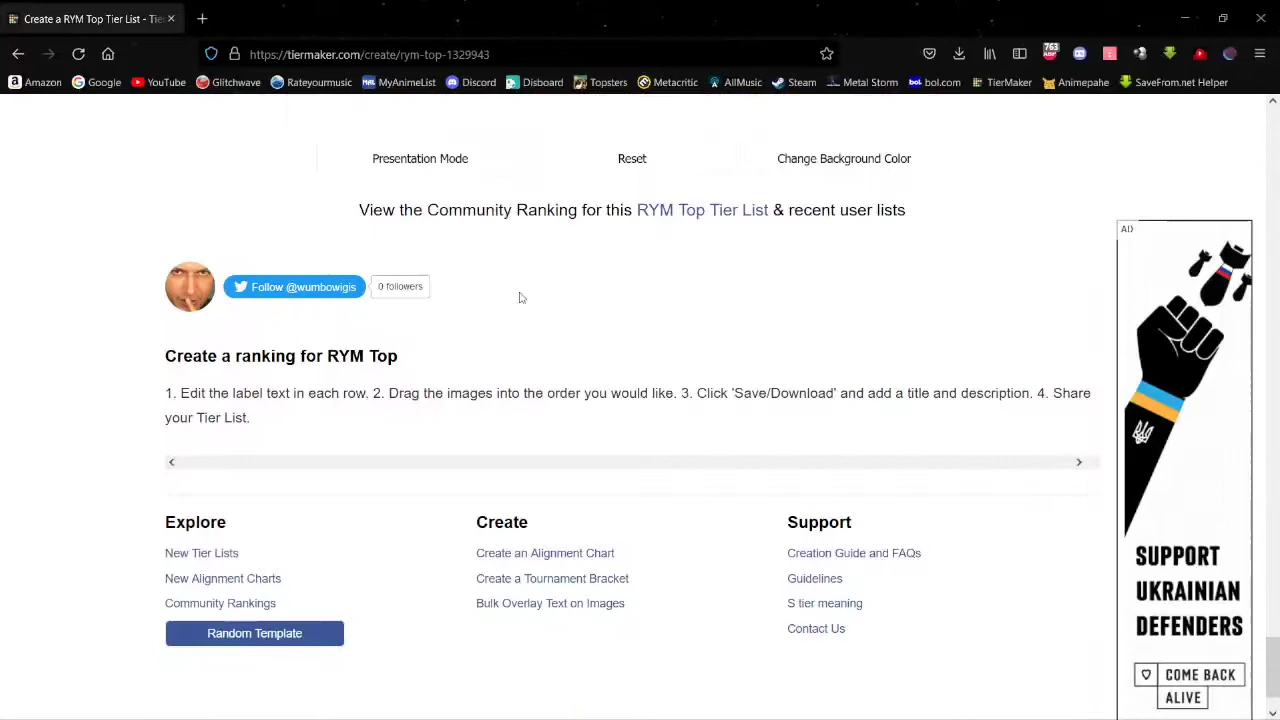 Create a RYM Top Tier List - Tie
https://tiermaker.com/create/rym-top-1329943
763
Amazon Google YouTube Glitchwave Rateyourmusic MyAnimeList Discord Disboard Topsters Metacritic AllMusic Steam Metal Storm bol.com TierMaker Animepahe SaveFrom.net Helper
Presentation Mode Reset Change Background Color
View the Community Ranking for this RYM Top Tier List & recent user lists
AD
Follow @wumbowigis 0 followers
Create a ranking for RYM Top
1. Edit the label text in each row. 2. Drag the images into the order you would like. 3. Click 'Save/Download' and add a title and description. 4. Share
your Tier List.
Explore Create Support
New Tier Lists Create an Alignment Chart Creation Guide and FAQs
New Alignment Charts Create a Tournament Bracket Guidelines
Community Rankings Bulk Overlay Text on Images S tier meaning
Random Template Contact Us
SUPPORT
UKRAINIAN
DEFENDERS
COME BACK
ALIVE